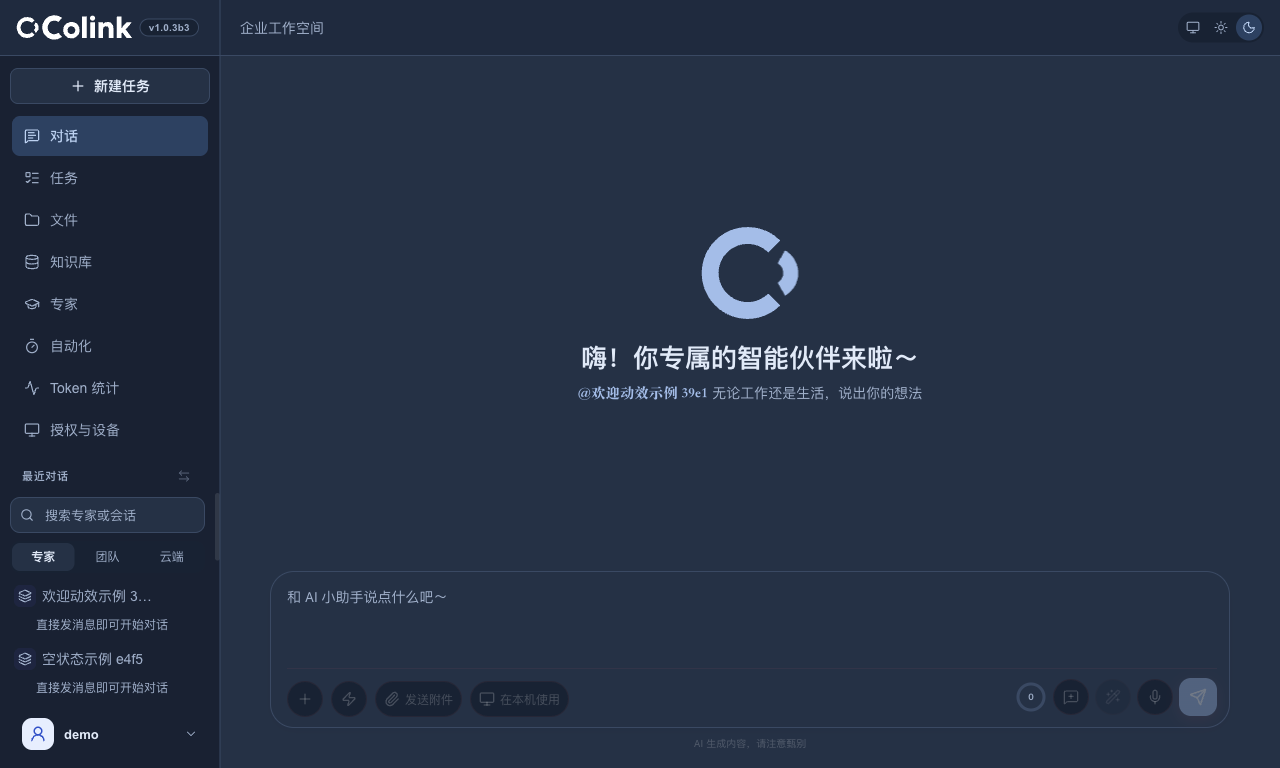 Colink v1.0.3b3
企业工作空间
新建任务
对话
任务
文件
知识库
专家
自动化
Token 统计
授权与设备
最近对话
搜索专家或会话
专家 团队 云端
欢迎动效示例 3...
直接发消息即可开始对话
空状态示例 e4f5
直接发消息即可开始对话
demo
嗨！你专属的智能伙伴来啦～
@欢迎动效示例 39e1 无论工作还是生活，说出你的想法
和 AI 小助手说点什么吧～
发送附件 在本机使用 0
AI 生成内容，请注意甄别